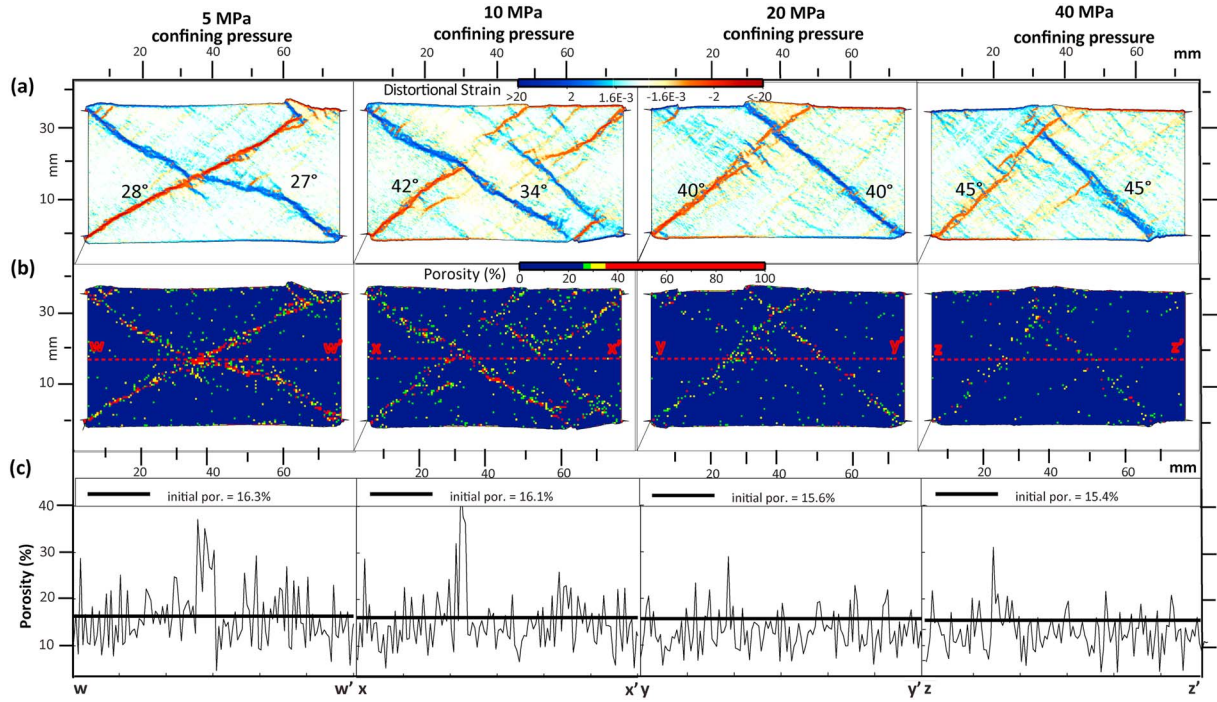 5 MPa
confining pressure
10 MPa
confining pressure
20 MPa
confining pressure
40 MPa
confining pressure
20 40 60 20 40 60 20 40 60 20 40 60 mm
(a)
Distortional Strain
>20 2 1.6E-3 -1.6E-3 -2 <-20
30
mm
10
0
28° 27° 42° 34° 40° 40° 45° 45°
(b)
Porosity (%)
0 20 40 60 80 100
30
mm
10
0
w w' x x' y y' z z'
(c)
20 40 60 20 40 60 20 40 60 20 40 60 mm
initial por. = 16.3% initial por. = 16.1% initial por. = 15.6% initial por. = 15.4%
Porosity (%)
40
30
20
10
w w' x x' y y' z z'